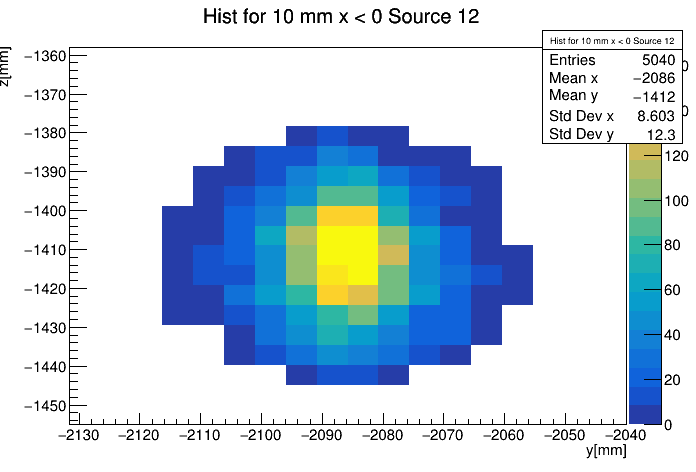 Hist for 10 mm x < 0 Source 12
z[mm]
Hist for 10 mm x < 0 Source 12
Entries 5040
Mean x −2086
Mean y −1412
Std Dev x 8.603
Std Dev y 12.3
−1360
−1370
−1380
−1390
−1400
−1410
−1420
−1430
−1440
−1450
−2130 −2120 −2110 −2100 −2090 −2080 −2070 −2060 −2050 −2040
y[mm]
120
100
80
60
40
20
0